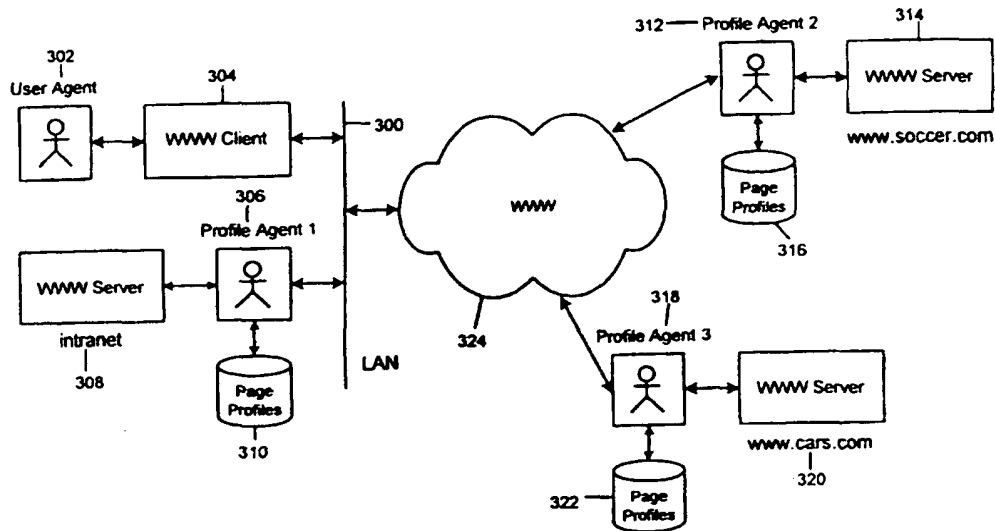 302
User Agent
304
WWW Client
300
306
Profile Agent 1
WWW Server
intranet
308
Page
Profiles
310
LAN
WWW
324
312
Profile Agent 2
314
WWW Server
www.soccer.com
Page
Profiles
316
318
Profile Agent 3
WWW Server
www.cars.com
320
322
Page
Profiles